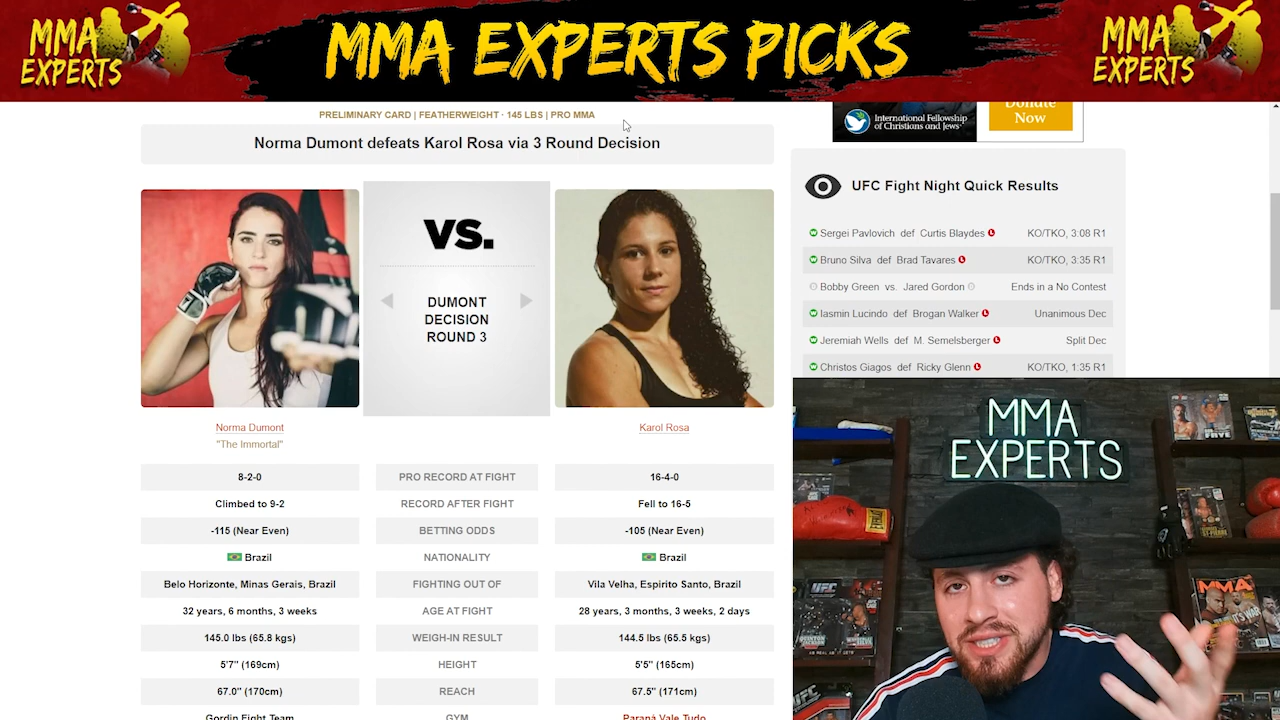 MMA EXPERTS
MMA EXPERTS PICKS
MMA EXPERTS
PRELIMINARY CARD | FEATHERWEIGHT · 145 LBS | PRO MMA
Norma Dumont defeats Karol Rosa via 3 Round Decision
VS.
DUMONT
DECISION
ROUND 3
Norma Dumont
"The Immortal"
Karol Rosa
8-2-0 PRO RECORD AT FIGHT 16-4-0
Climbed to 9-2 RECORD AFTER FIGHT Fell to 16-5
-115 (Near Even) BETTING ODDS -105 (Near Even)
Brazil NATIONALITY Brazil
Belo Horizonte, Minas Gerais, Brazil FIGHTING OUT OF Vila Velha, Espirito Santo, Brazil
32 years, 6 months, 3 weeks AGE AT FIGHT 28 years, 3 months, 3 weeks, 2 days
145.0 lbs (65.8 kgs) WEIGH-IN RESULT 144.5 lbs (65.5 kgs)
5'7" (169cm) HEIGHT 5'5" (165cm)
67.0" (170cm) REACH 67.5" (171cm)
Gordin Fight Team GYM Paraná Vale Tudo
International Fellowship
of Christians and Jews
Donate
Now
UFC Fight Night Quick Results
W Sergei Pavlovich def Curtis Blaydes L KO/TKO, 3:08 R1
W Bruno Silva def Brad Tavares L KO/TKO, 3:35 R1
Bobby Green vs. Jared Gordon Ends in a No Contest
W Iasmin Lucindo def Brogan Walker L Unanimous Dec
W Jeremiah Wells def M. Semelsberger L Split Dec
W Christos Giagos def Ricky Glenn L KO/TKO, 1:35 R1
MMA
EXPERTS
UFC
MMA
UFC